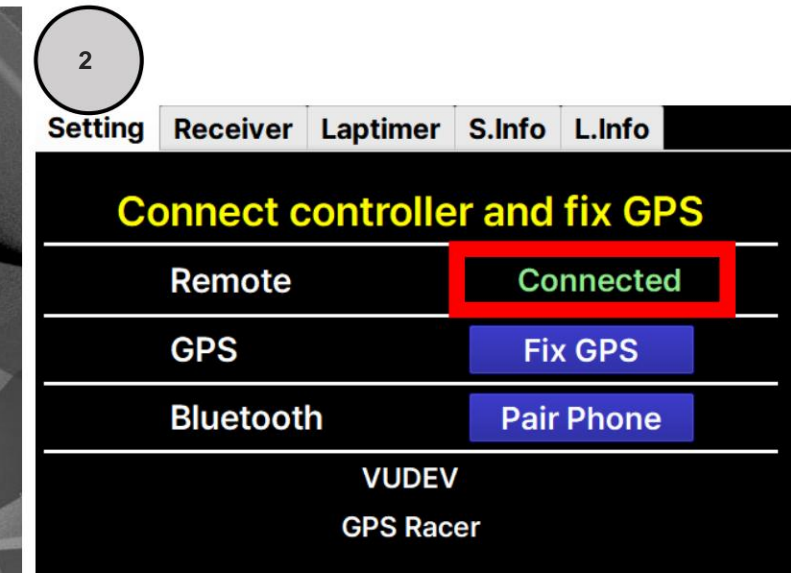 2
Setting Receiver Laptimer S.Info L.Info
Connect controller and fix GPS
Remote Connected
GPS Fix GPS
Bluetooth Pair Phone
VUDEV
GPS Racer